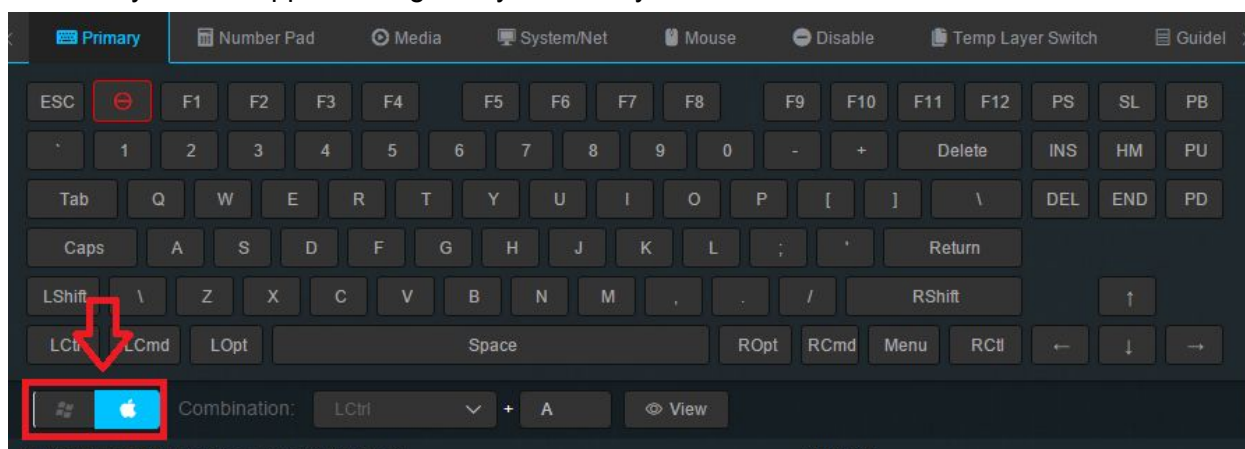 Primary Number Pad Media System/Net Mouse Disable Temp Layer Switch Guidel
ESC F1 F2 F3 F4 F5 F6 F7 F8 F9 F10 F11 F12 PS SL PB
` 1 2 3 4 5 6 7 8 9 0 - + Delete INS HM PU
Tab Q W E R T Y U I O P [ ] \ DEL END PD
Caps A S D F G H J K L ; ' Return
LShift \ Z X C V B N M , . / RShift ↑
LCtrl LCmd LOpt Space ROpt RCmd Menu RCtl ← ↓ →
Combination: LCtrl + A View